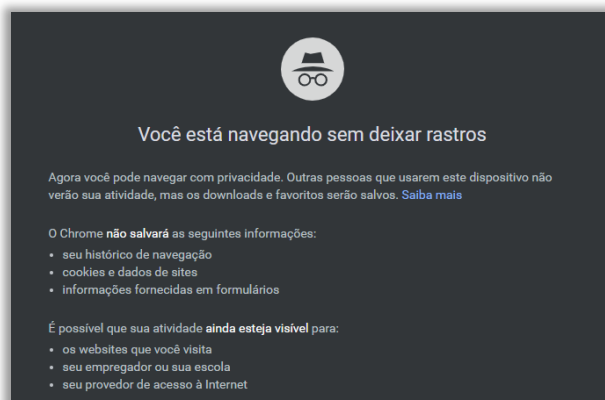 Você está navegando sem deixar rastros
Agora você pode navegar com privacidade. Outras pessoas que usarem este dispositivo não
verão sua atividade, mas os downloads e favoritos serão salvos. Saiba mais
O Chrome não salvará as seguintes informações:
• seu histórico de navegação
• cookies e dados de sites
• informações fornecidas em formulários
É possível que sua atividade ainda esteja visível para:
• os websites que você visita
• seu empregador ou sua escola
• seu provedor de acesso à Internet